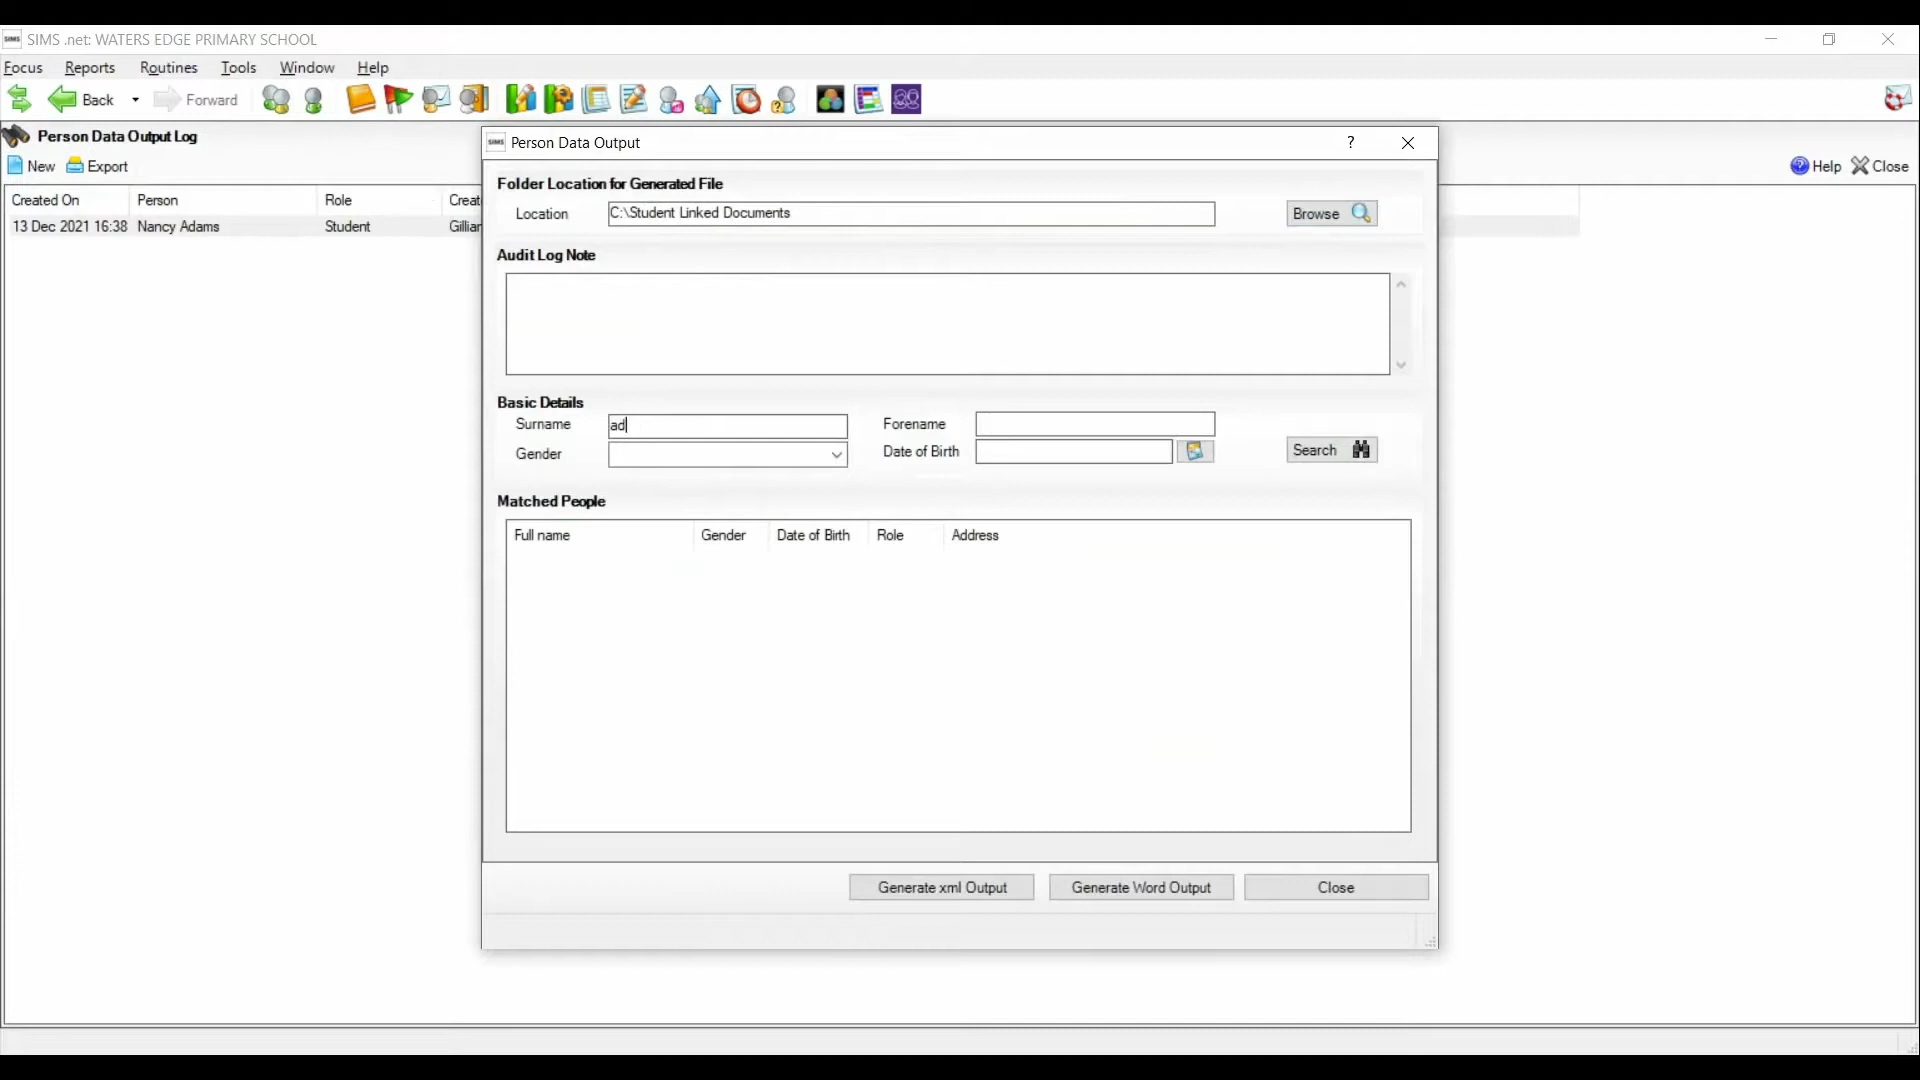 SIMS .net: WATERS EDGE PRIMARY SCHOOL
Focus Reports Routines Tools Window Help
Back Forward
Person Data Output Log
New Export
Help Close
Created On Person Role Creat
13 Dec 2021 16:38 Nancy Adams Student Gillian
SIMS Person Data Output ?
Folder Location for Generated File
Location C:\Student Linked Documents Browse
Audit Log Note
Basic Details
Surname ad Forename
Gender Date of Birth Search
Matched People
Full name Gender Date of Birth Role Address
Generate xml Output Generate Word Output Close